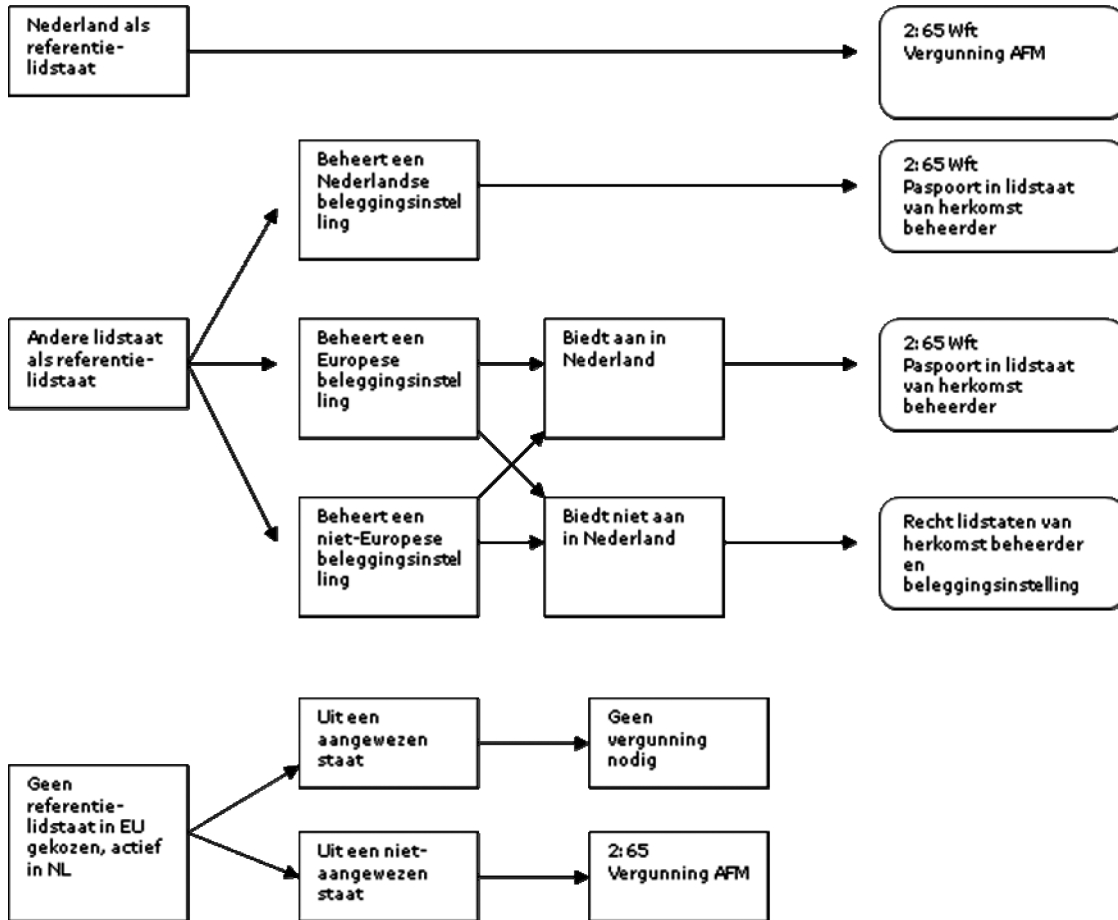 Nederland als
referentie-
lidstaat
2:65 Wft
Vergunning AFM
Beheert een
Nederlandse
beleggingsinstel
ling
2:65 Wft
Paspoort in lidstaat
van herkomst
beheerder
Andere lidstaat
als referentie-
lidstaat
Beheert een
Europese
beleggingsinstel
ling
Biedt aan in
Nederland
2:65 Wft
Paspoort in lidstaat
van herkomst
beheerder
Beheert een
niet-Europese
beleggingsinstel
ling
Biedt niet aan
in Nederland
Recht lidstaten van
herkomst beheerder
en
beleggingsinstelling
Geen
referentie-
lidstaat in EU
gekozen, actief
in NL
Uit een
aangewezen
staat
Geen
vergunning
nodig
Uit een niet-
aangewezen
staat
2:65
Vergunning AFM